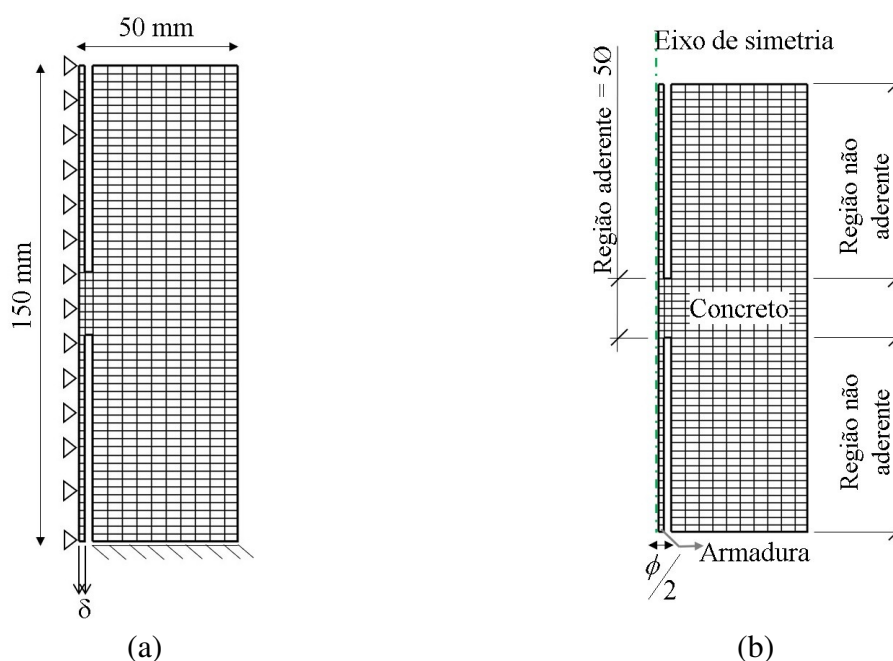 50 mm
150 mm
δ
(a)
Eixo de simetria
Região aderente = 5Ø
Região não
aderente
Concreto
Região não
aderente
Armadura
ϕ/2
(b)